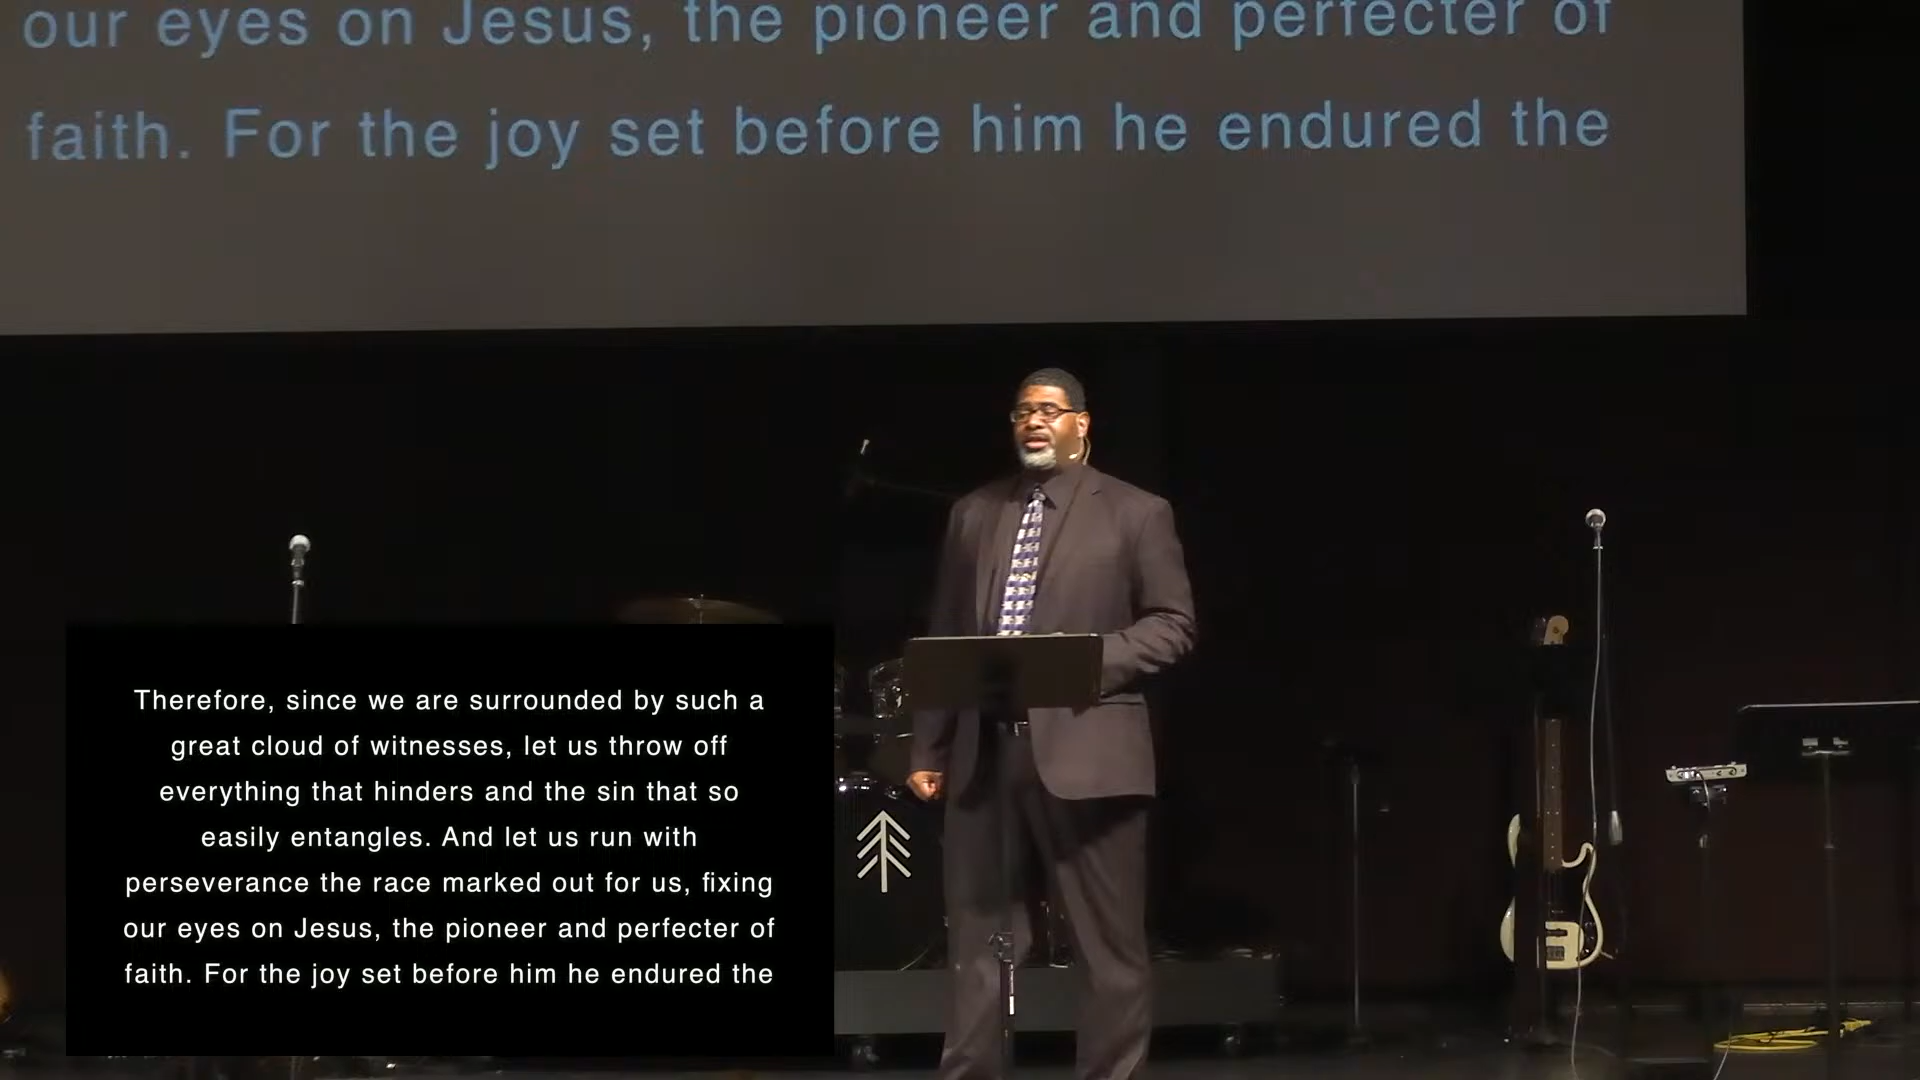 our eyes on Jesus, the pioneer and perfecter of
faith. For the joy set before him he endured the
Therefore, since we are surrounded by such a
great cloud of witnesses, let us throw off
everything that hinders and the sin that so
easily entangles. And let us run with
perseverance the race marked out for us, fixing
our eyes on Jesus, the pioneer and perfecter of
faith. For the joy set before him he endured the